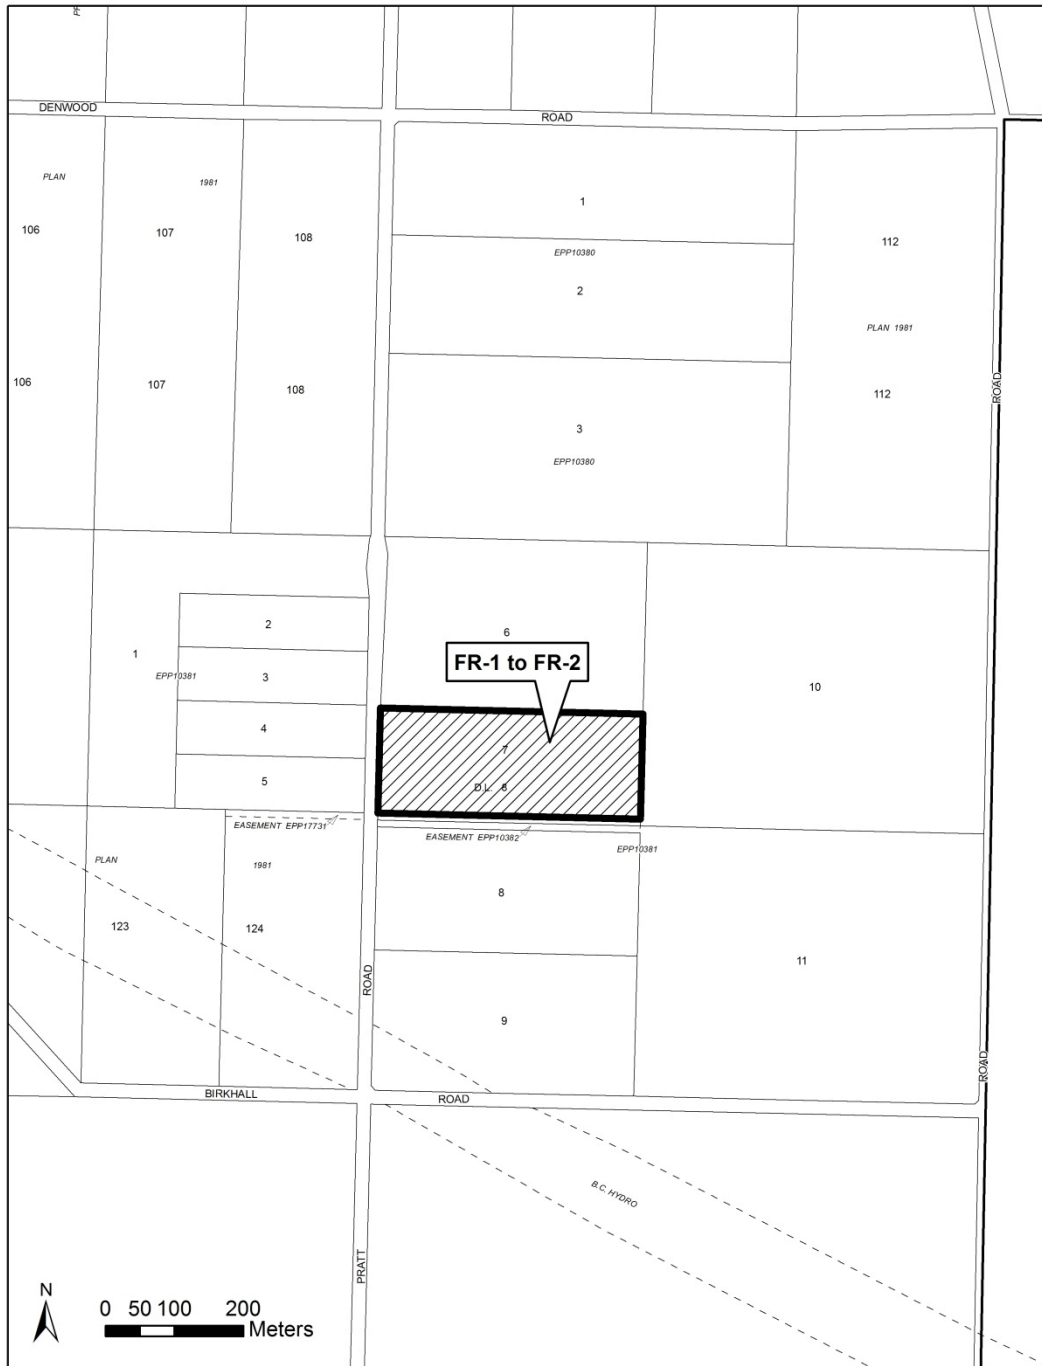 PR
DENWOOD
ROAD
PLAN
1981
1
106
107
108
112
EPP10380
2
PLAN 1981
106
107
108
ROAD
112
3
EPP10380
2
6
1
3
FR-1 to FR-2
EPP10381
10
4
7
5
D.L. 8
EASEMENT EPP17731
EASEMENT EPP10382
EPP10381
PLAN
1981
8
123
124
11
ROAD
9
ROAD
BIRKHALL
ROAD
B.C. HYDRO
PRATT
N
0 50 100 200
Meters